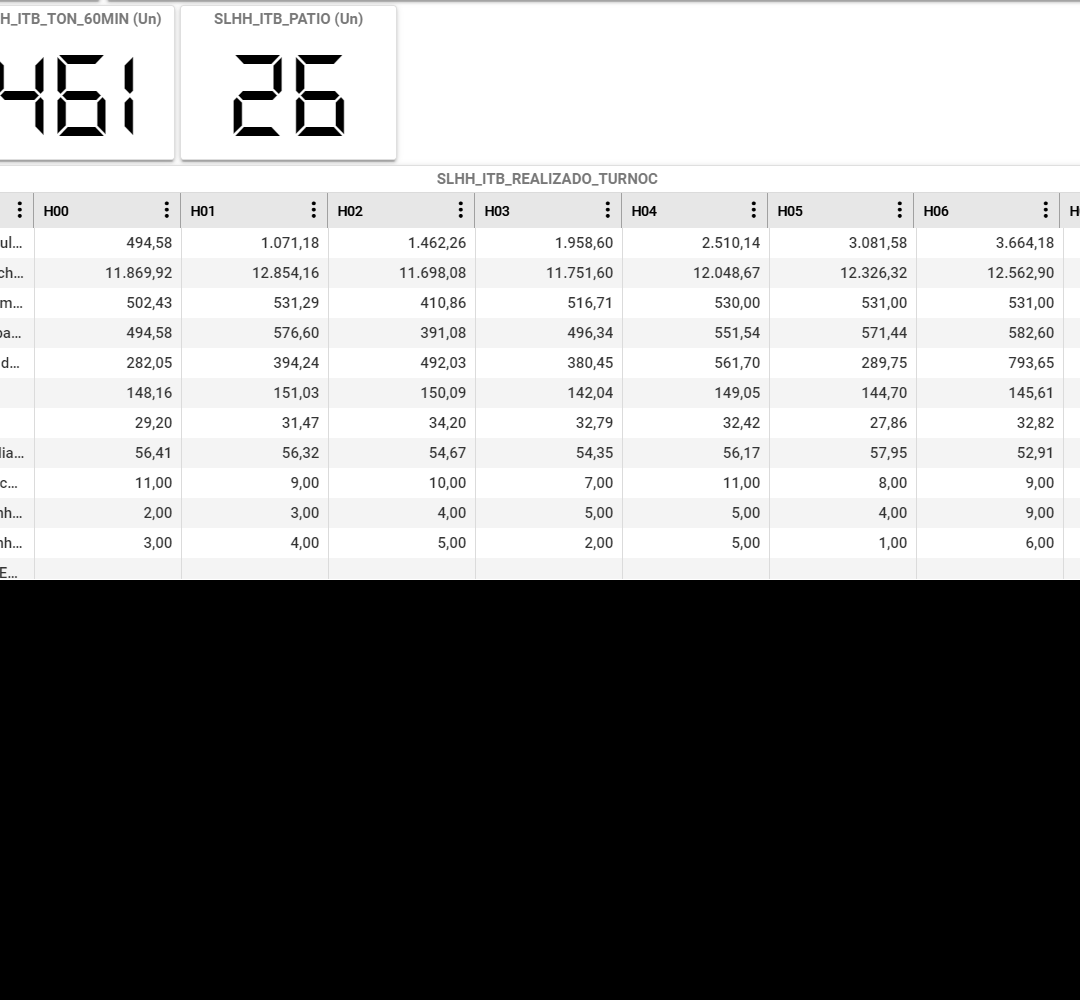 H_ITB_TON_60MIN (Un) SLHH_ITB_PATIO (Un)
461 26
SLHH_ITB_REALIZADO_TURNOC
H00 H01 H02 H03 H04 H05 H06 H
ul… 494,58 1.071,18 1.462,26 1.958,60 2.510,14 3.081,58 3.664,18
ch… 11.869,92 12.854,16 11.698,08 11.751,60 12.048,67 12.326,32 12.562,90
m… 502,43 531,29 410,86 516,71 530,00 531,00 531,00
pa… 494,58 576,60 391,08 496,34 551,54 571,44 582,60
d… 282,05 394,24 492,03 380,45 561,70 289,75 793,65
148,16 151,03 150,09 142,04 149,05 144,70 145,61
29,20 31,47 34,20 32,79 32,42 27,86 32,82
lia… 56,41 56,32 54,67 54,35 56,17 57,95 52,91
c… 11,00 9,00 10,00 7,00 11,00 8,00 9,00
nh… 2,00 3,00 4,00 5,00 5,00 4,00 9,00
nh… 3,00 4,00 5,00 2,00 5,00 1,00 6,00
E…